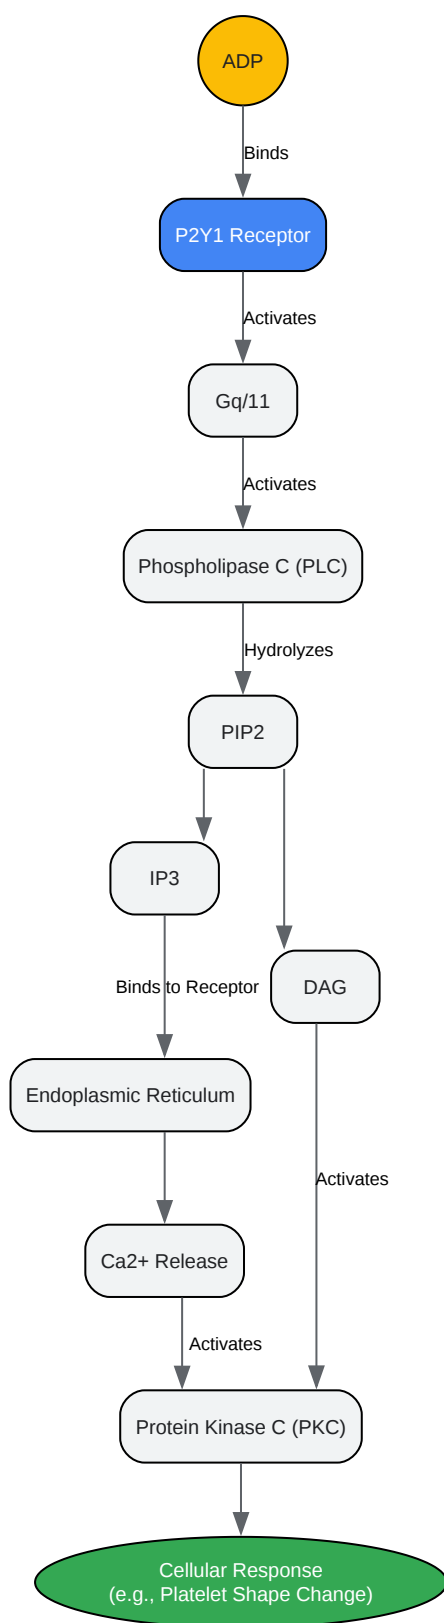 ADP
Binds
P2Y1 Receptor
Activates
Gq/11
Activates
Phospholipase C (PLC)
Hydrolyzes
PIP2
IP3
Binds to Receptor
DAG
Endoplasmic Reticulum
Activates
Ca2+ Release
Activates
Protein Kinase C (PKC)
Cellular Response
(e.g., Platelet Shape Change)